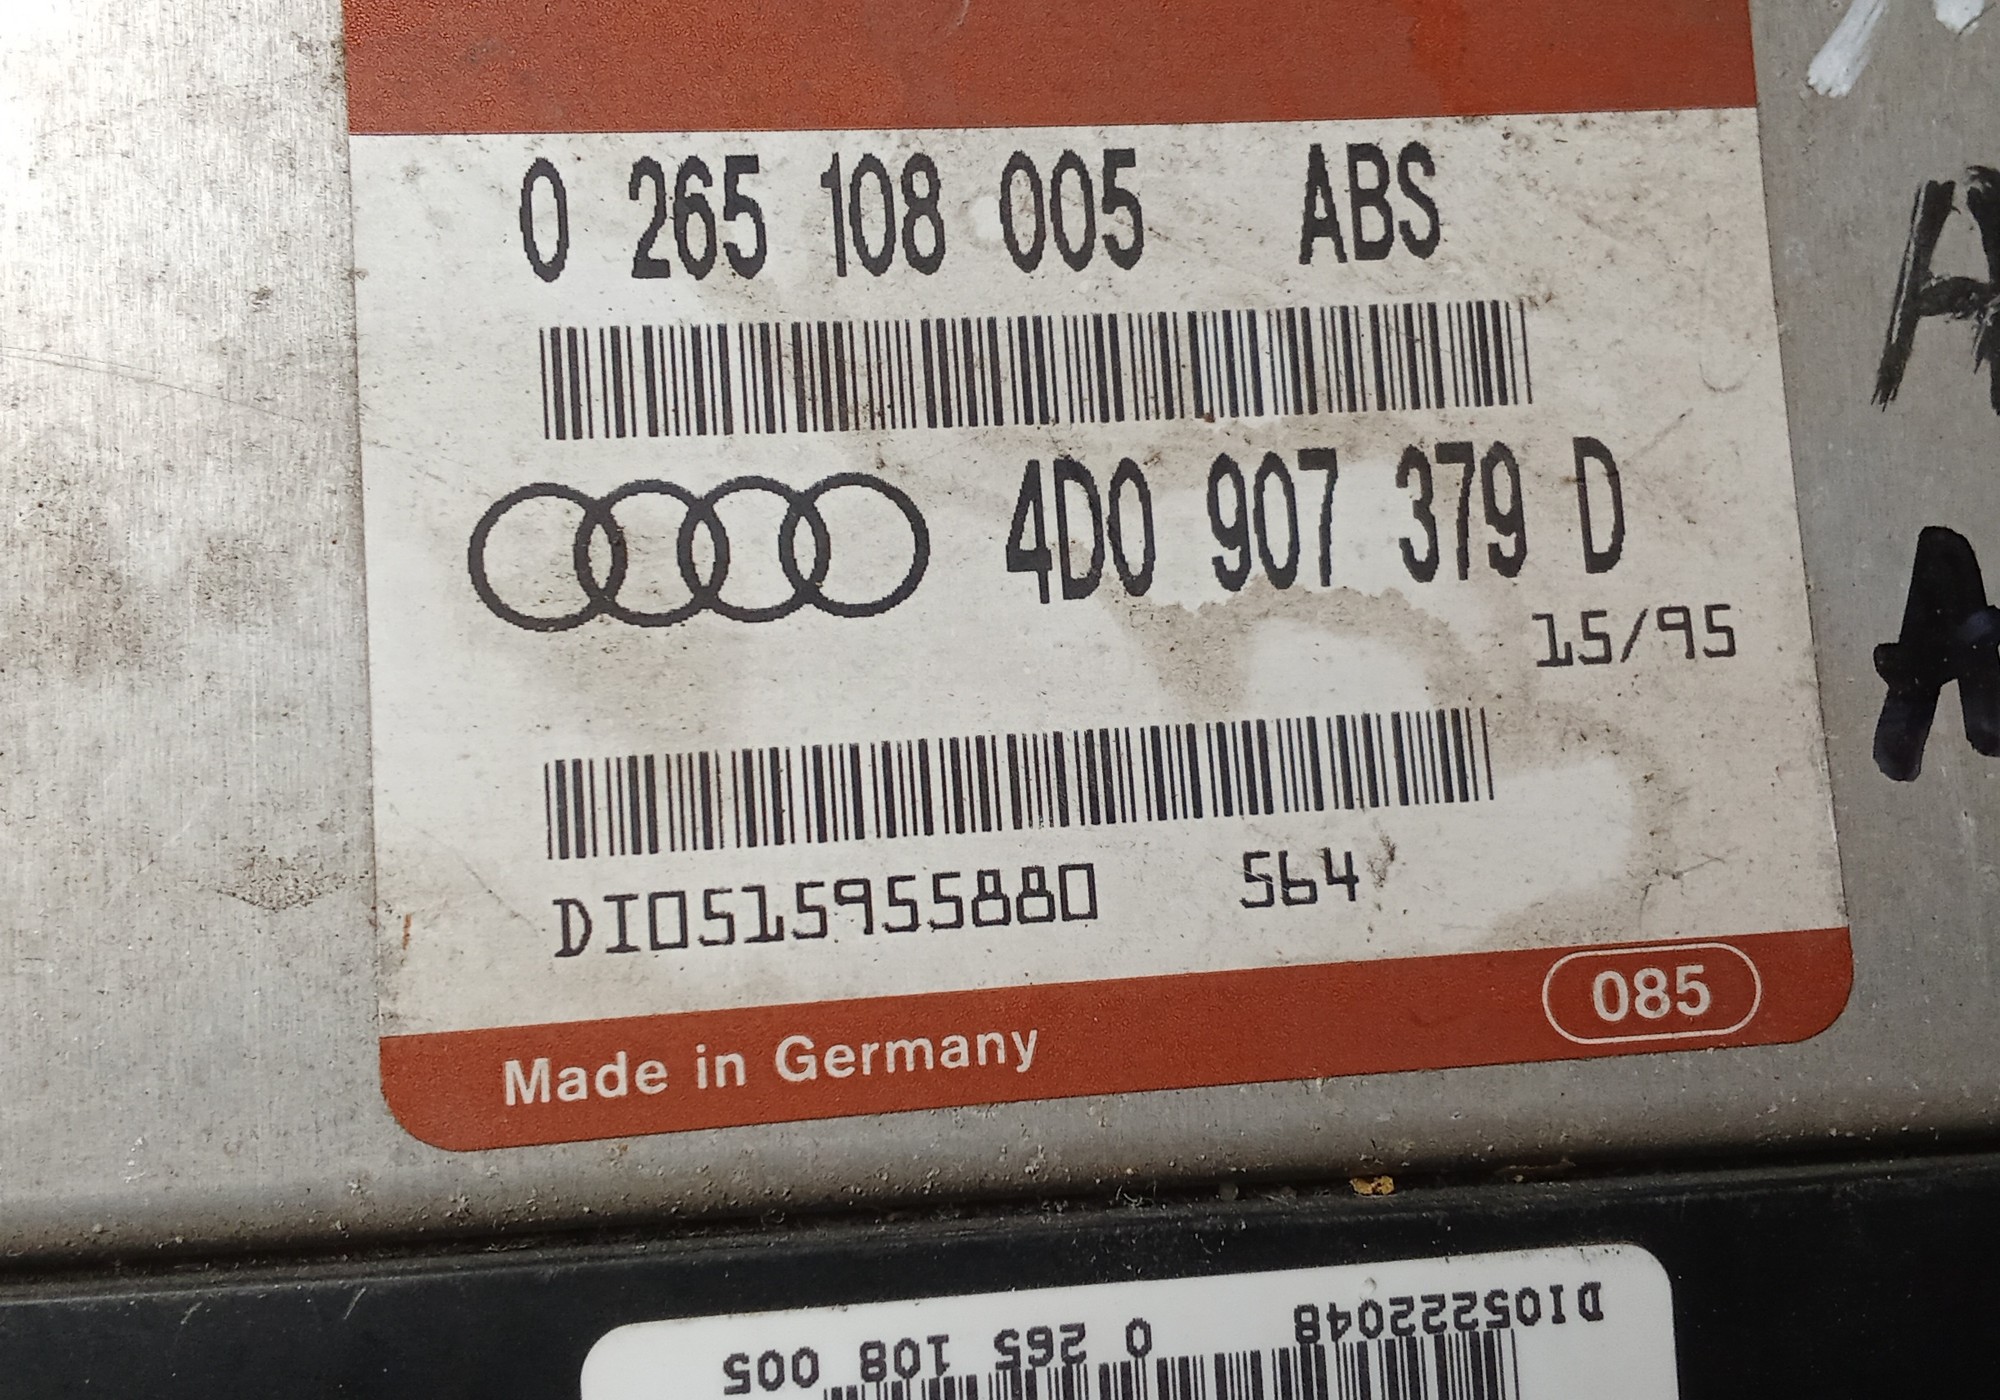 0 265 108 005 ABS
4D0 907 379 D
15/95
DI0515955880 564
Made in Germany 085
DI05222048 0 265 108 005
A
A